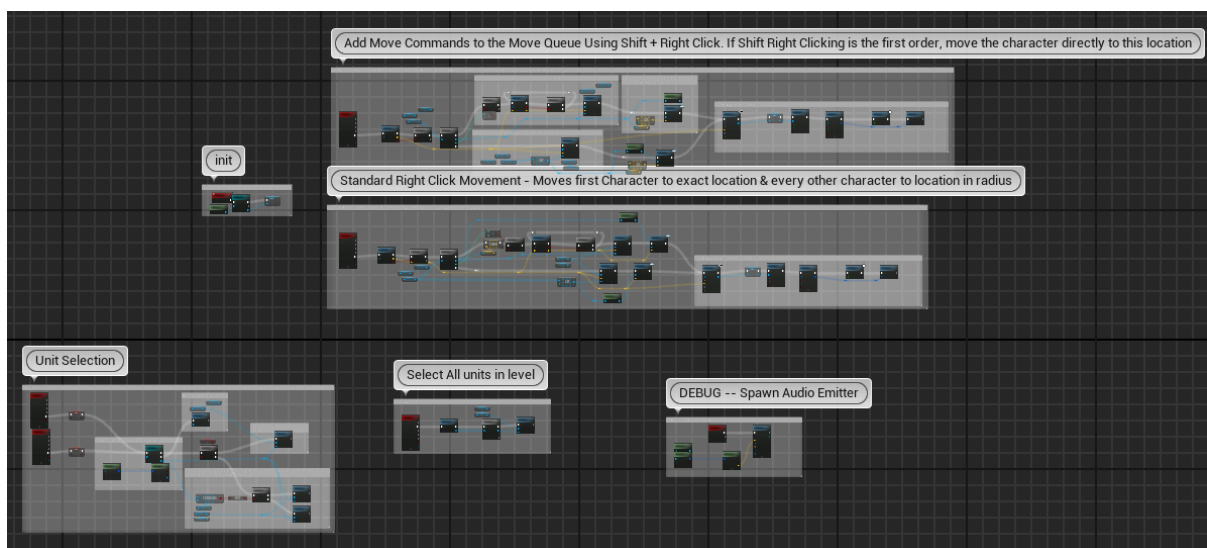 Add Move Commands to the Move Queue Using Shift + Right Click. If Shift Right Clicking is the first order, move the character directly to this location
init
Standard Right Click Movement - Moves first Character to exact location & every other character to location in radius
Unit Selection
Select All units in level
DEBUG -- Spawn Audio Emitter